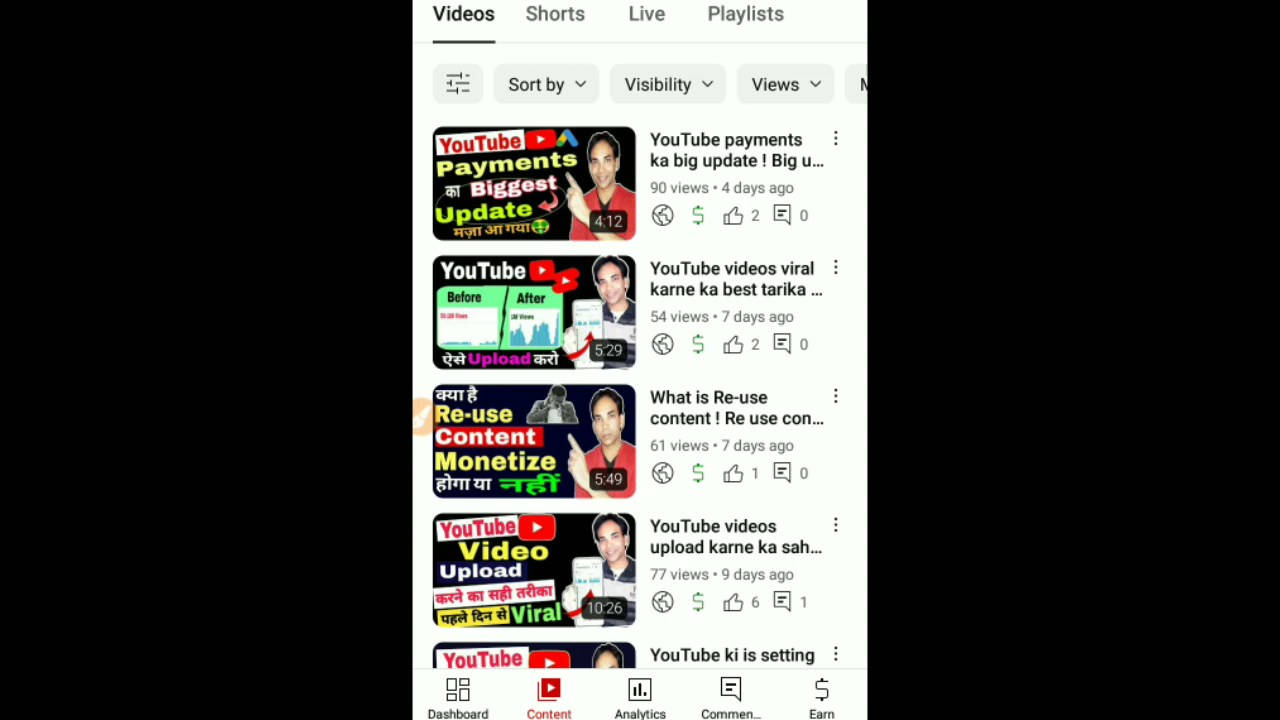 Videos Shorts Live Playlists
Sort by Visibility Views M
YouTube
Payments
का Biggest
Update
मज़ा आ गया
4:12
YouTube payments
ka big update ! Big u...
90 views • 4 days ago
2 0
YouTube
Before After
ऐसे Upload करो
5:29
YouTube videos viral
karne ka best tarika ...
54 views • 7 days ago
2 0
क्या है
Re-use
Content
Monetize
होगा या नहीं
5:49
What is Re-use
content ! Re use con...
61 views • 7 days ago
1 0
YouTube
Video
Upload
करने का सही तरीका
पहले दिन से Viral
10:26
YouTube videos
upload karne ka sah...
77 views • 9 days ago
6 1
YouTube
YouTube ki is setting
Dashboard Content Analytics Commen... Earn